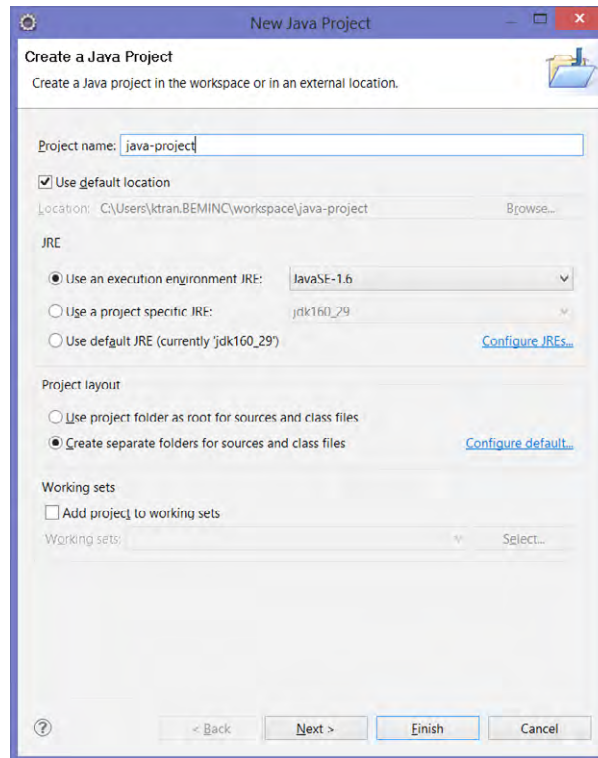 New Java Project
Create a Java Project
Create a Java project in the workspace or in an external location.
Project name: java-project
Use default location
Location: C:\Users\ktran.BEMINC\workspace\java-project Browse...
JRE
Use an execution environment JRE: JavaSE-1.6
Use a project specific JRE: jdk160_29
Use default JRE (currently 'jdk160_29') Configure JREs...
Project layout
Use project folder as root for sources and class files
Create separate folders for sources and class files Configure default...
Working sets
Add project to working sets
Working sets: Select...
? < Back Next > Finish Cancel